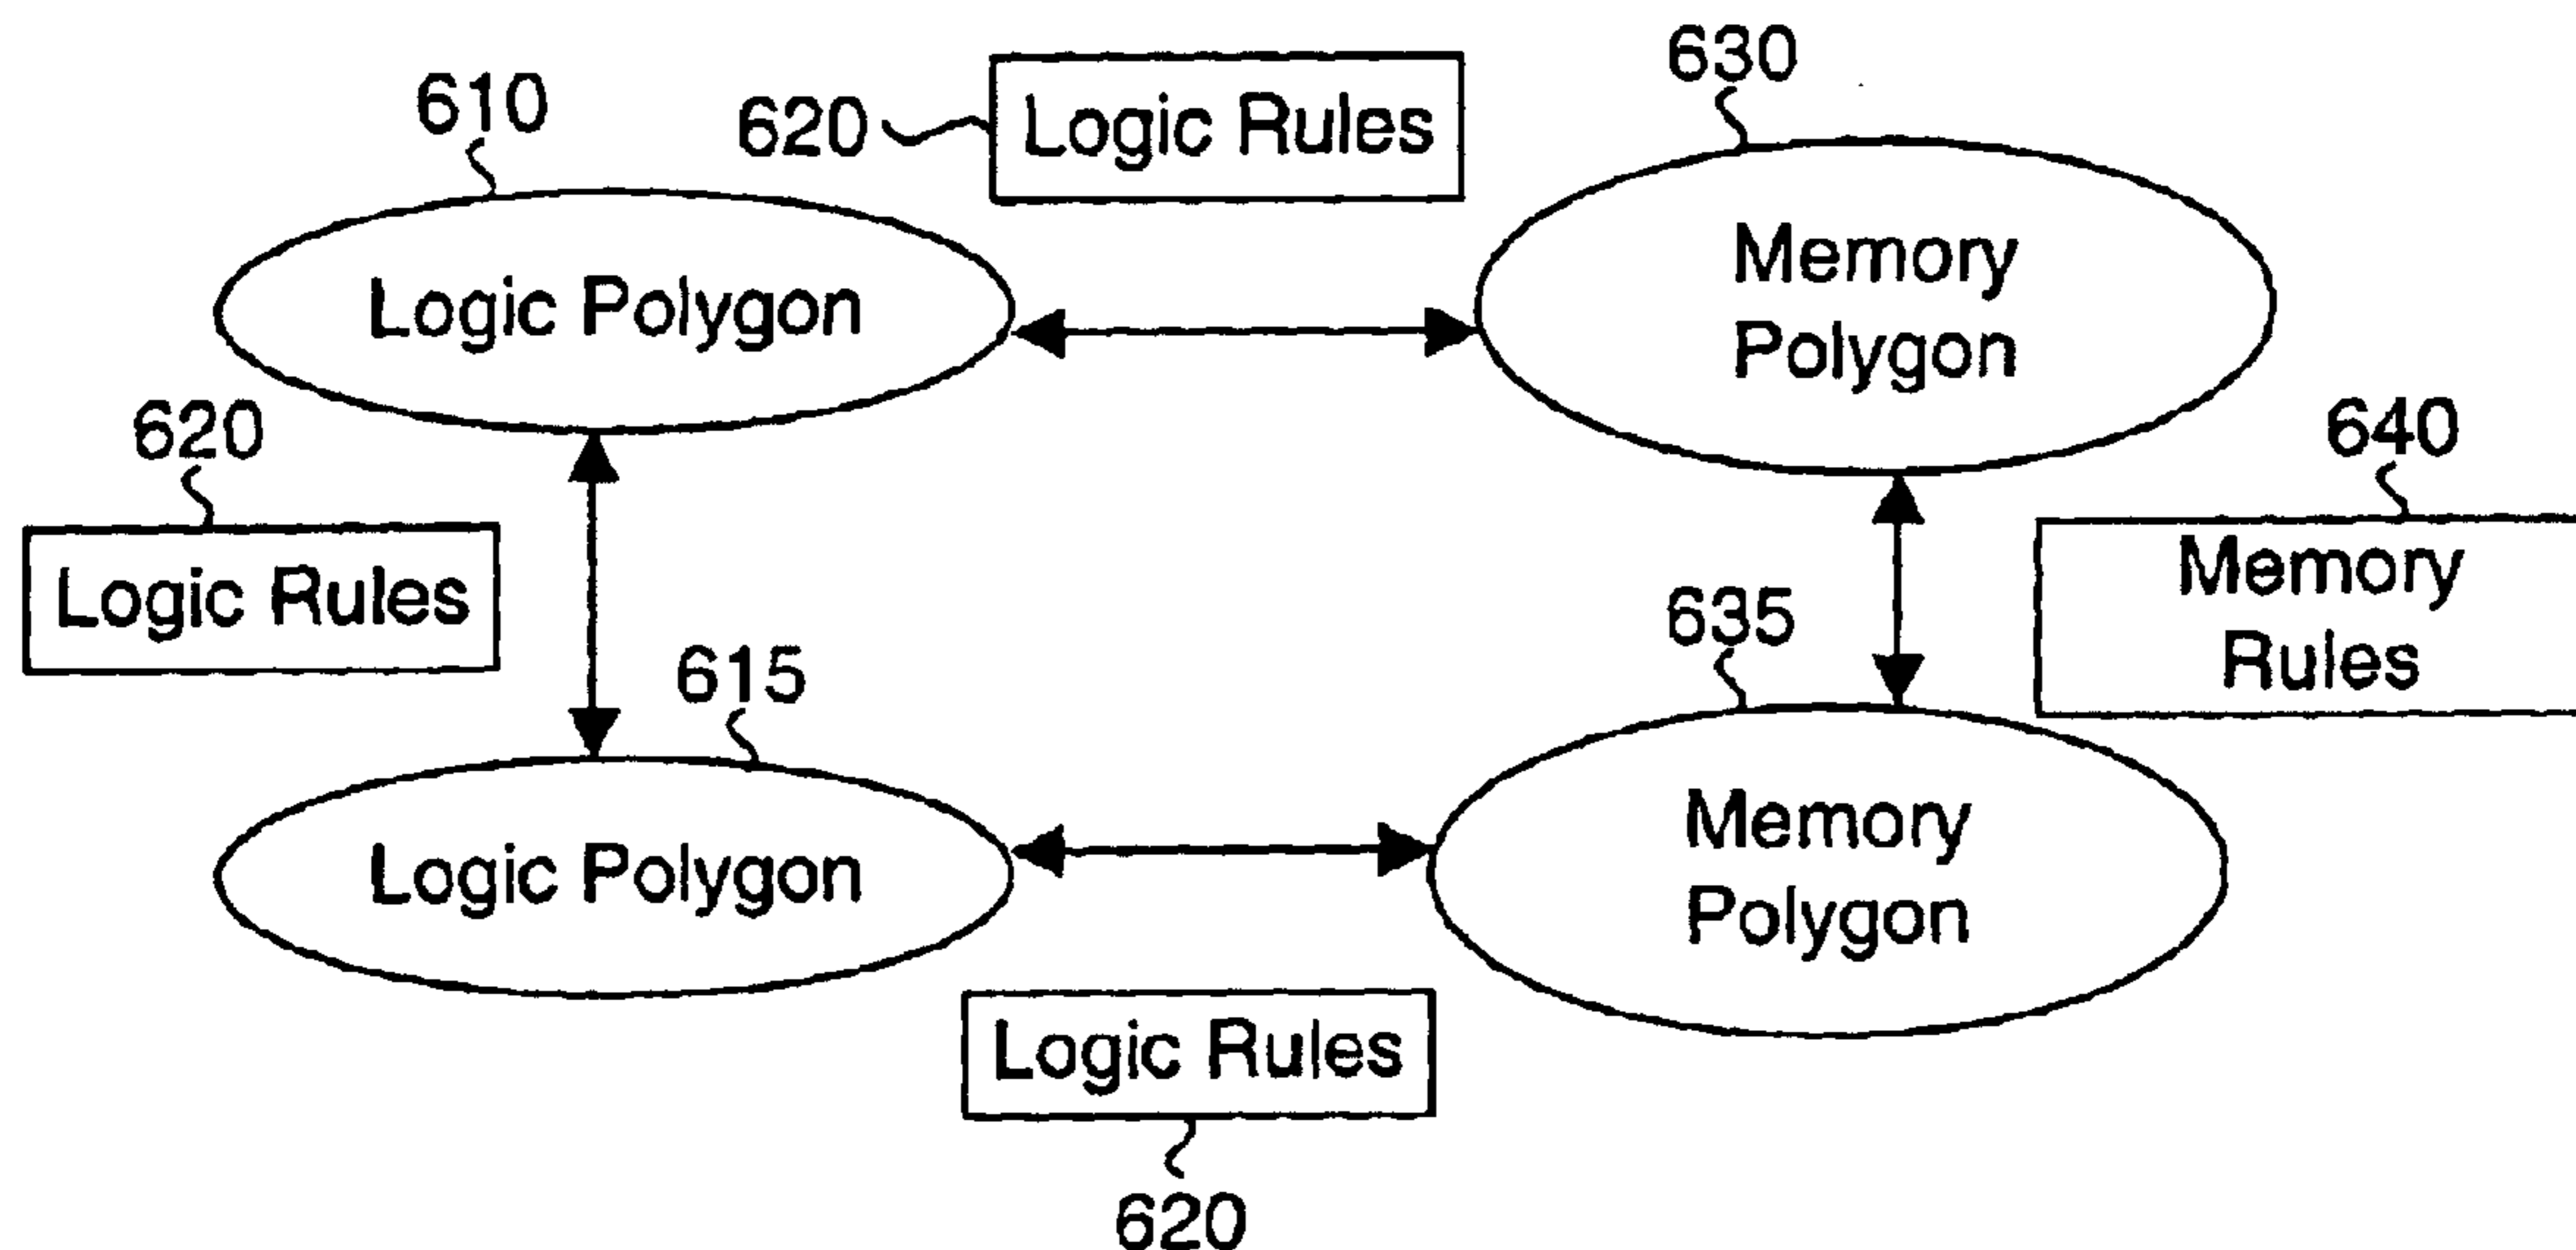 630
610
620
Logic Rules
Memory
Polygon
Logic Polygon
620
640
Logic Rules
Memory
Rules
615
635
Logic Polygon
Memory
Polygon
Logic Rules
620